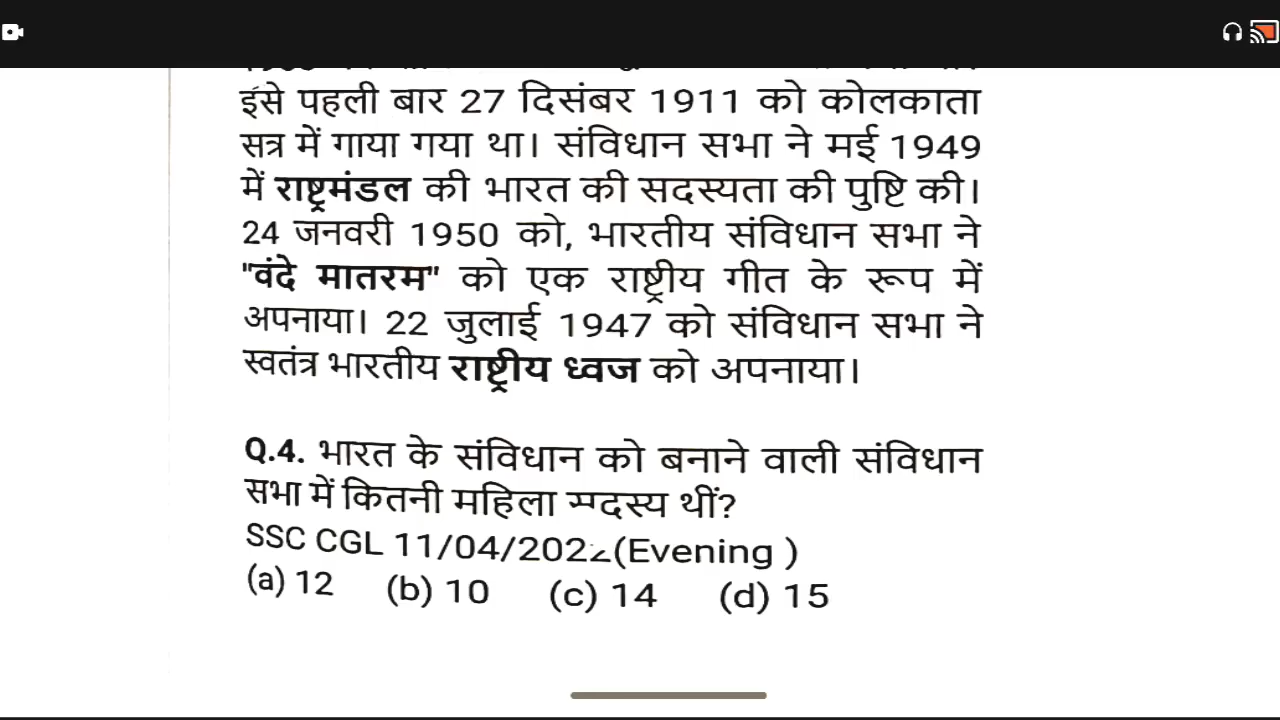 इसे पहली बार 27 दिसंबर 1911 को कोलकाता
सत्र में गाया गया था। संविधान सभा ने मई 1949
में राष्ट्रमंडल की भारत की सदस्यता की पुष्टि की।
24 जनवरी 1950 को, भारतीय संविधान सभा ने
"वंदे मातरम" को एक राष्ट्रीय गीत के रूप में
अपनाया। 22 जुलाई 1947 को संविधान सभा ने
स्वतंत्र भारतीय राष्ट्रीय ध्वज को अपनाया।
Q.4. भारत के संविधान को बनाने वाली संविधान
सभा में कितनी महिला सदस्य थीं?
SSC CGL 11/04/2022(Evening )
(a) 12 (b) 10 (c) 14 (d) 15